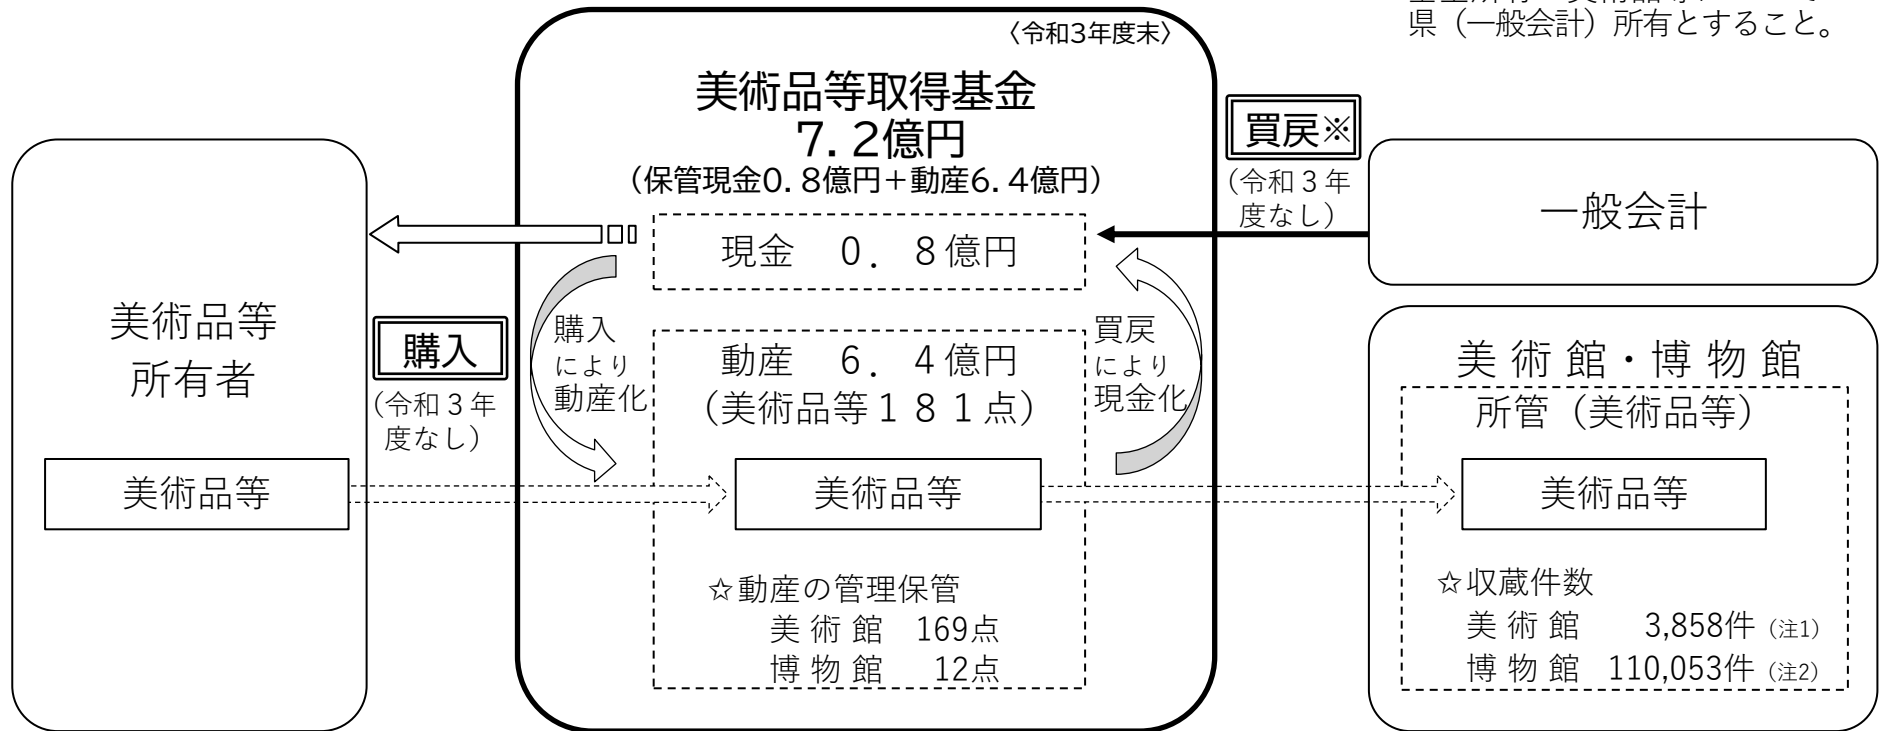 県（一般会計）所有とすること。
〈令和3年度末〉
美術品等取得基金
7.2億円
（保管現金0.8億円＋動産6.4億円）
買戻※
（令和３年
度なし）
一般会計
現金　0.　8億円
美術品等
所有者
購入
（令和３年
度なし）
購入
により
動産化
動産　6.　4億円
（美術品等１８１点）
買戻
により
現金化
美術館・博物館
所管（美術品等）
美術品等
美術品等
美術品等
☆動産の管理保管
美術館　169点
博物館　12点
☆収蔵件数
美術館　3,858件（注1）
博物館　110,053件（注2）